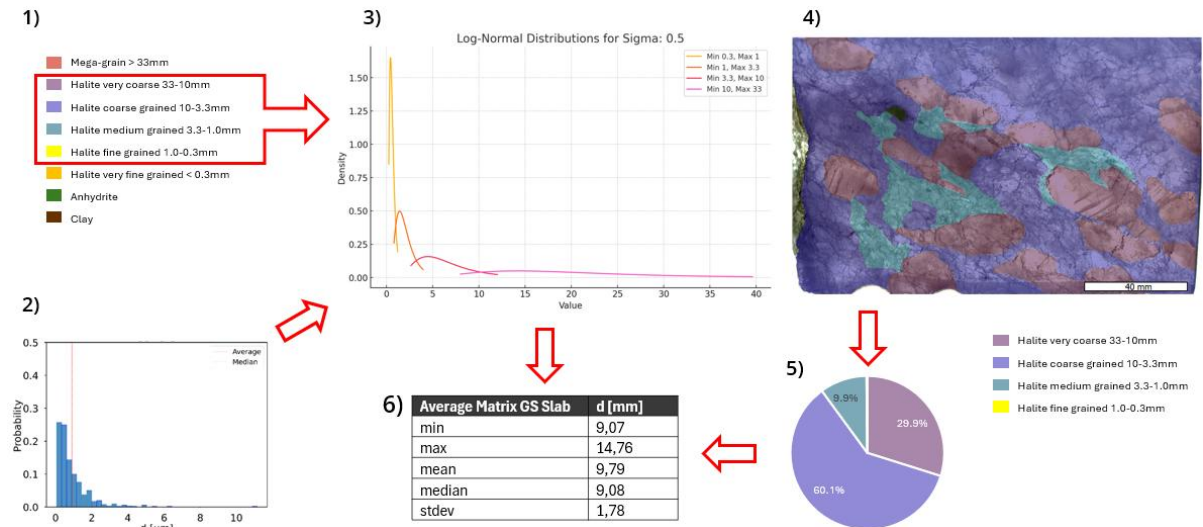 1)
Mega-grain > 33mm
Halite very coarse 33-10mm
Halite coarse grained 10-3.3mm
Halite medium grained 3.3-1.0mm
Halite fine grained 1.0-0.3mm
Halite very fine grained < 0.3mm
Anhydrite
Clay
2)
0.5
0.4
0.3
0.2
0.1
0.0
Probability
Average
Median
0 2 4 6 8 10
3)
Log-Normal Distributions for Sigma: 0.5
Min 0.3, Max 1
Min 1, Max 3.3
Min 3.3, Max 10
Min 10, Max 33
1.50
1.25
1.00
0.75
0.50
0.25
0.00
Density
0 5 10 15 20 25 30 35 40
Value
4)
40 mm
Halite very coarse 33-10mm
Halite coarse grained 10-3.3mm
Halite medium grained 3.3-1.0mm
Halite fine grained 1.0-0.3mm
5)
9.9%
29.9%
60.1%
6)
Average Matrix GS Slab d [mm]
min 9,07
max 14,76
mean 9,79
median 9,08
stdev 1,78